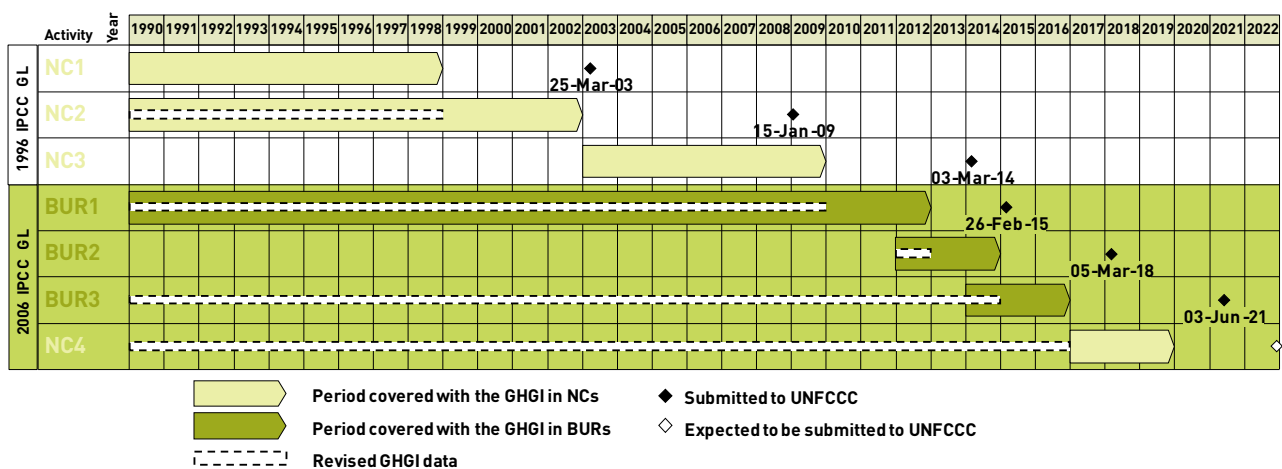 Activity Year 1990 1991 1992 1993 1994 1995 1996 1997 1998 1999 2000 2001 2002 2003 2004 2005 2006 2007 2008 2009 2010 2011 2012 2013 2014 2015 2016 2017 2018 2019 2020 2021 2022
1996 IPCC GL
NC1
25-Mar-03
NC2
15-Jan-09
NC3
03-Mar-14
2006 IPCC GL
BUR1
26-Feb-15
BUR2
05-Mar-18
BUR3
03-Jun-21
NC4
Period covered with the GHGI in NCs
Submitted to UNFCCC
Period covered with the GHGI in BURs
Expected to be submitted to UNFCCC
Revised GHGI data